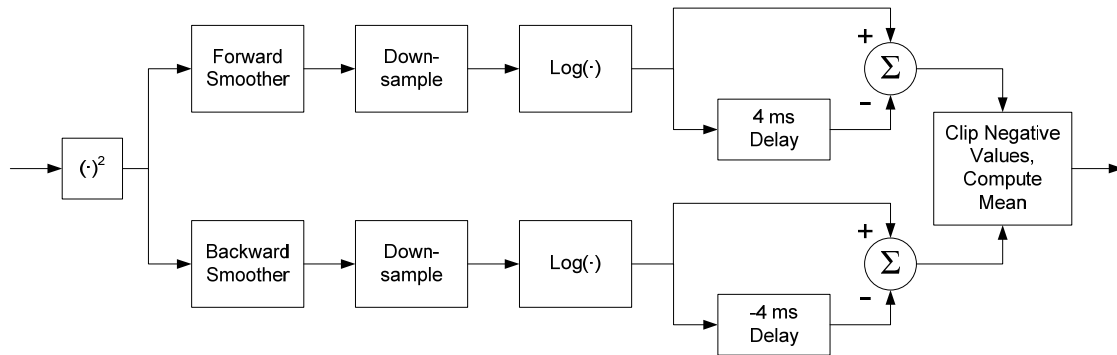 (·)²
Forward
Smoother
Down-
sample
Log(·)
4 ms
Delay
+
Σ
-
Backward
Smoother
Down-
sample
Log(·)
-4 ms
Delay
+
Σ
-
Clip Negative
Values,
Compute
Mean